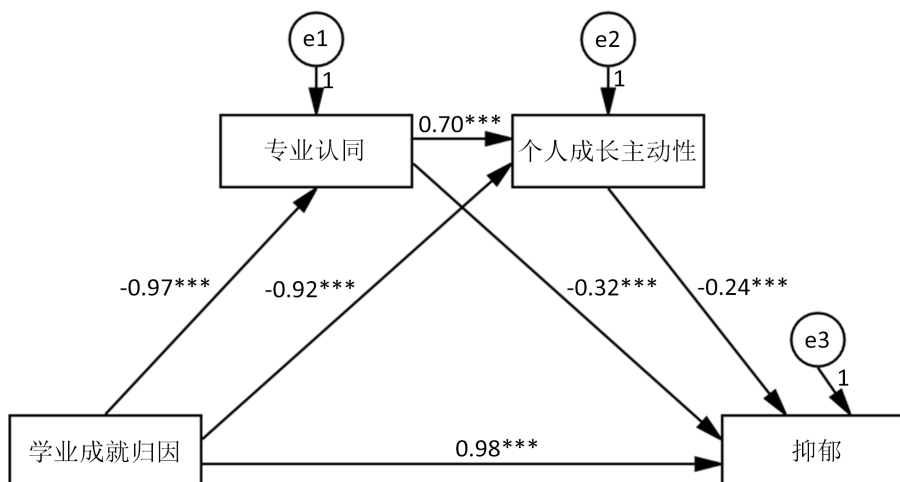 e1
e2
1
1
0.70***
专业认同
个人成长主动性
-0.97***
-0.92***
-0.32***
-0.24***
e3
1
学业成就归因
0.98***
抑郁